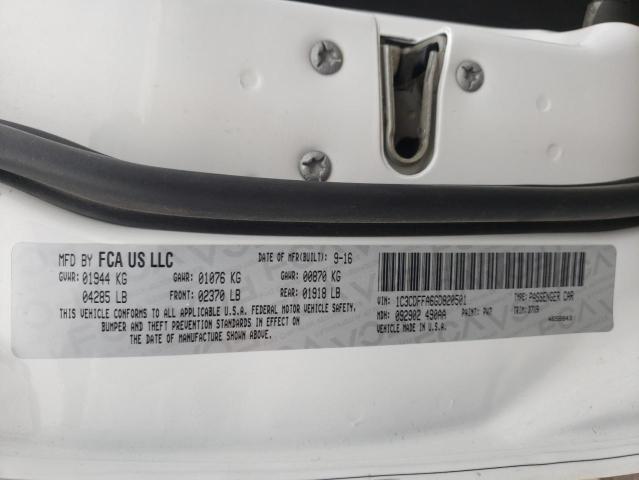 MFD BY FCA US LLC
DATE OF MFR(BUILT): 9-16
GVWR: 01944 KG
04285 LB
GAWR: 01076 KG
FRONT: 02370 LB
GAWR: 00870 KG
REAR: 01918 LB
THIS VEHICLE CONFORMS TO ALL APPLICABLE U.S.A. FEDERAL MOTOR VEHICLE SAFETY,
BUMPER AND THEFT PREVENTION STANDARDS IN EFFECT ON
THE DATE OF MANUFACTURE SHOWN ABOVE.
VIN: 1C3CDFFA6GD820501
TYPE: PASSENGER CAR
MDH: 092902 490AA
PAINT: PW7
TRIM:
VEHICLE MADE IN U.S.A.